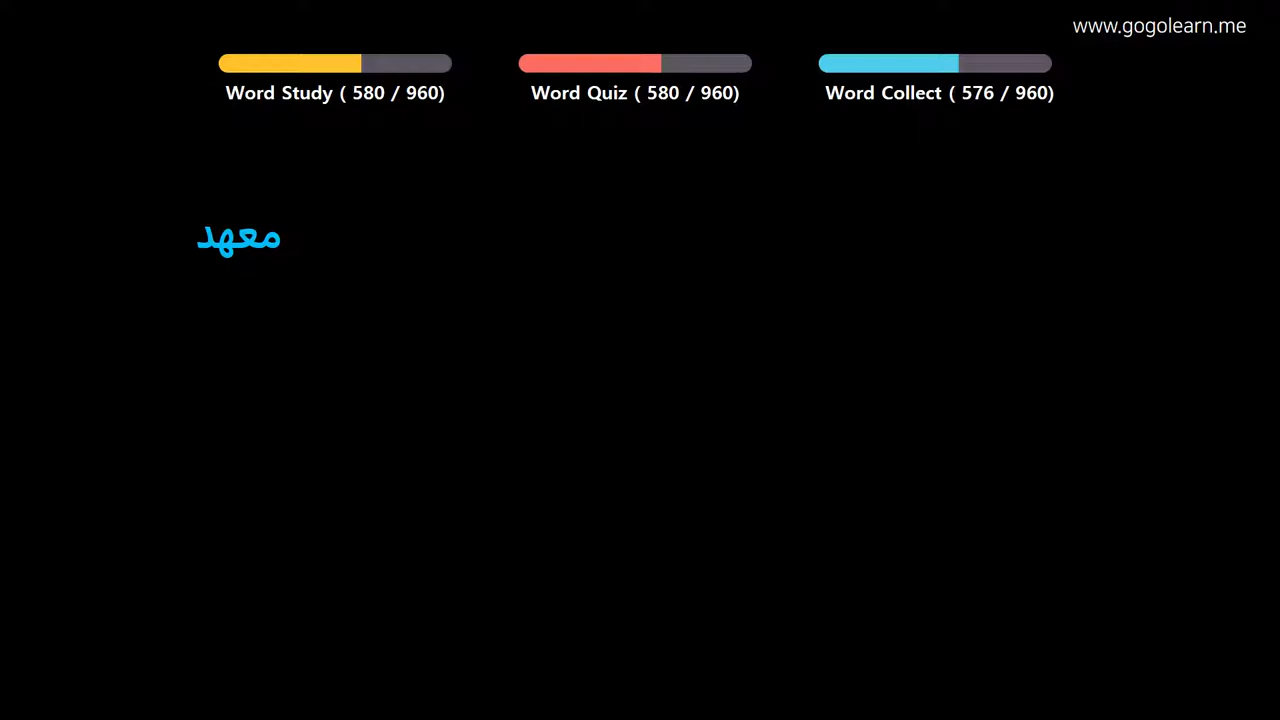 www.gogolearn.me
Word Study ( 580 / 960)
Word Quiz ( 580 / 960)
Word Collect ( 576 / 960)
معهد